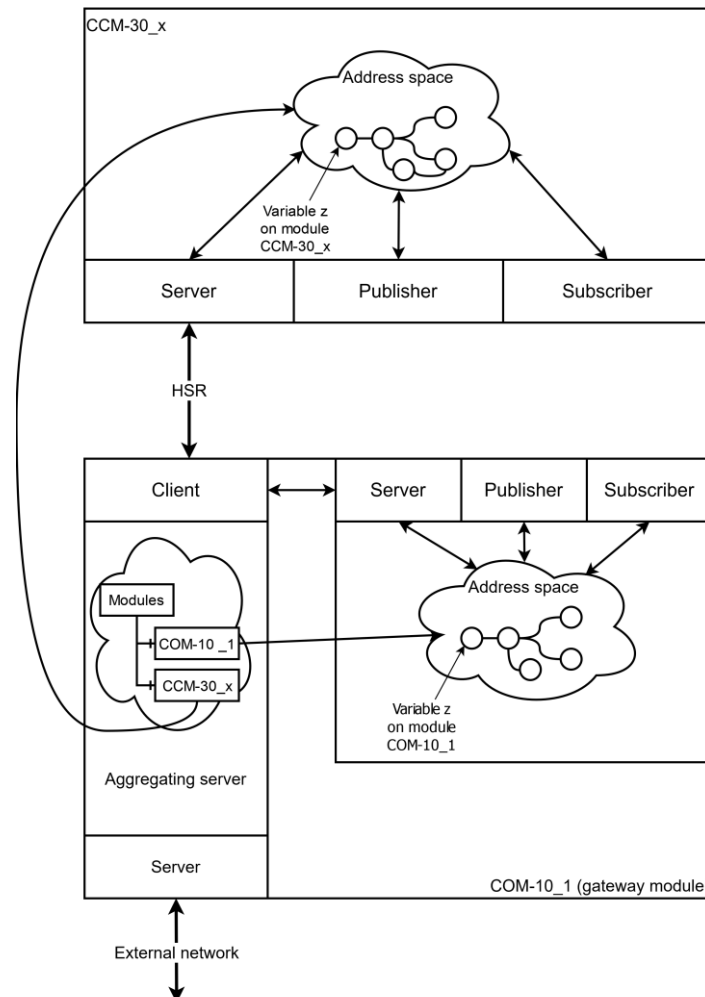 CCM-30_x
Address space
Variable z
on module
CCM-30_x
Server
Publisher
Subscriber
HSR
Client
Server
Publisher
Subscriber
Modules
COM-10 _1
CCM-30_x
Address space
Variable z
on module
COM-10_1
Aggregating server
Server
COM-10_1 (gateway module
External network